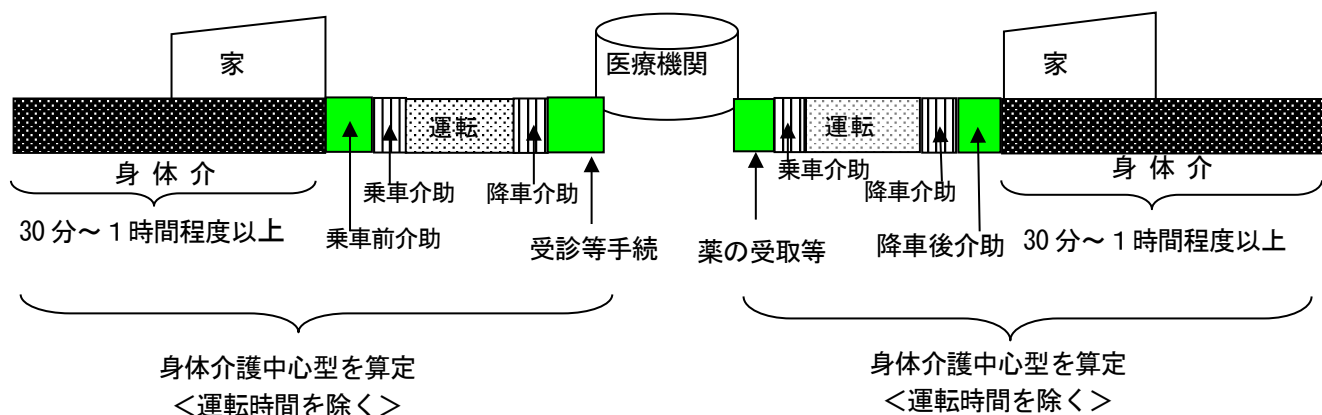 家
医療機関
家
運転
運転
身 体 介
乗車介助
降車介助
乗車介助
降車介助
身 体 介
30分～１時間程度以上
乗車前介助
受診等手続
薬の受取等
降車後介助
30分～１時間程度以上
身体介護中心型を算定
＜運転時間を除く＞
身体介護中心型を算定
＜運転時間を除く＞